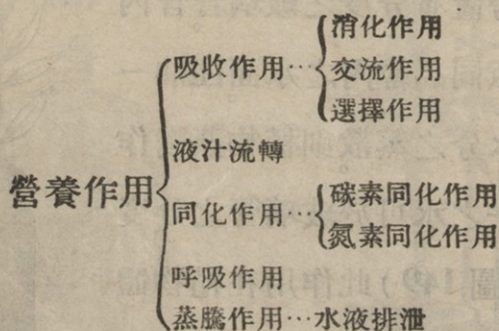 營養作用
吸收作用…
消化作用
交流作用
選擇作用
液汁流轉
同化作用…
碳素同化作用
氮素同化作用
呼吸作用
蒸騰作用…水液排泄